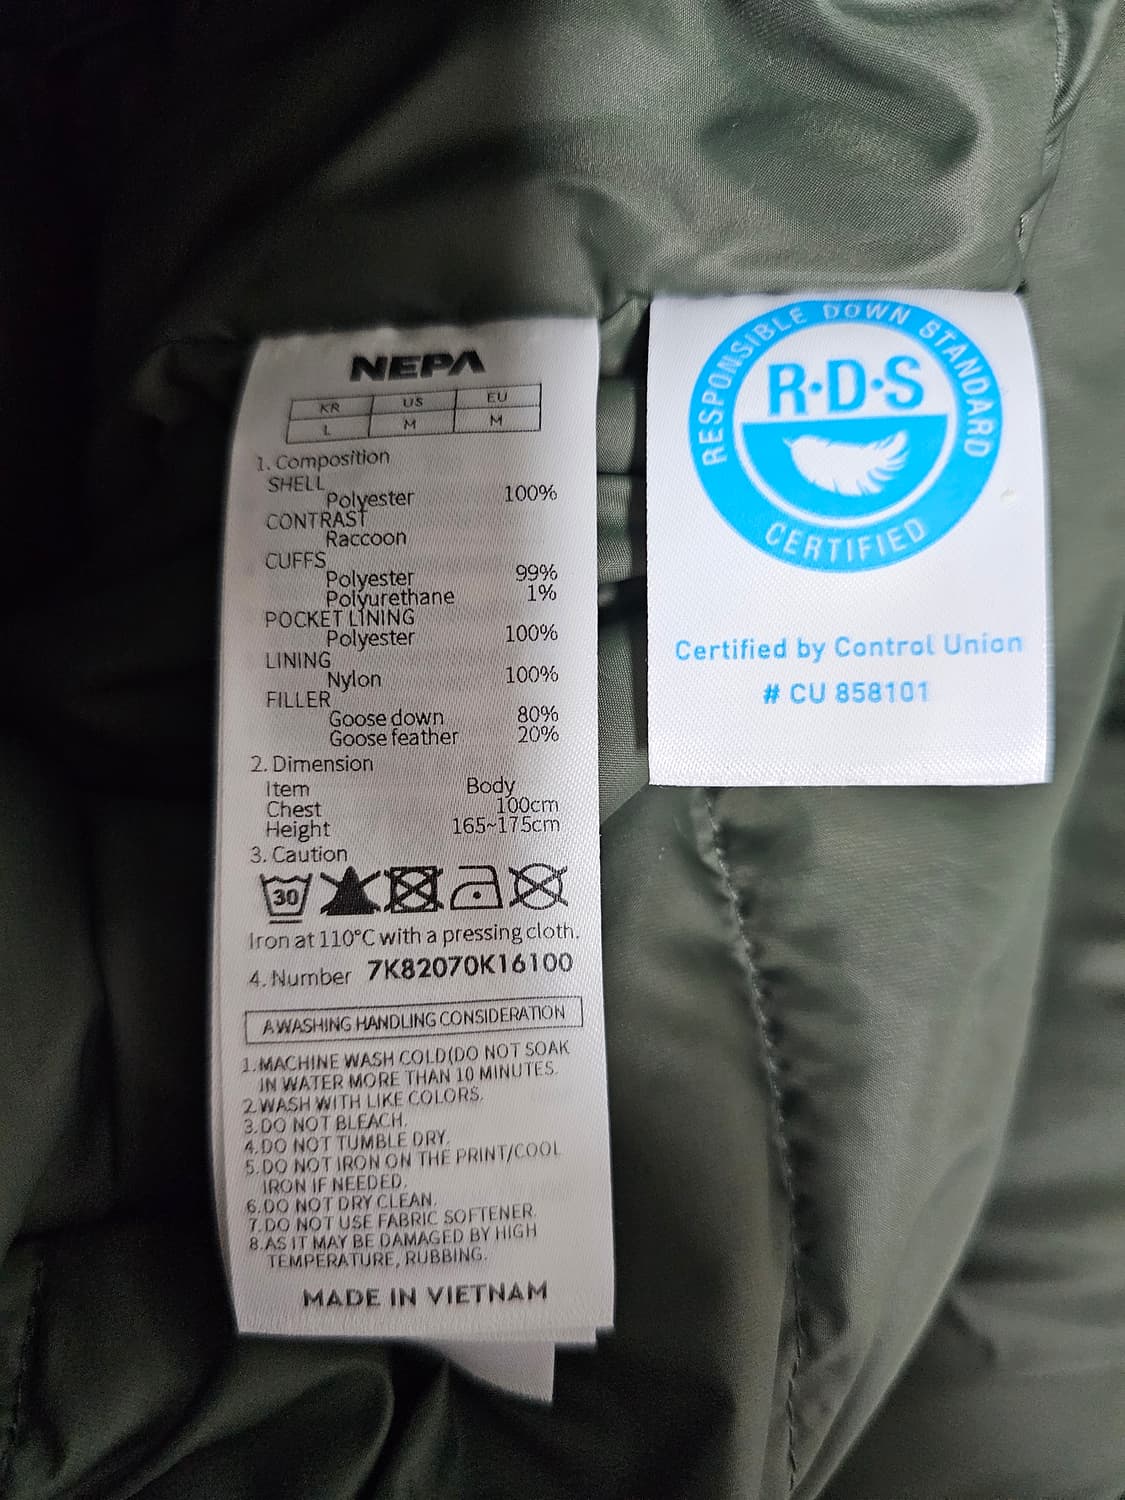 NEPA
KR US EU
L M M
1. Composition
SHELL
Polyester 100%
CONTRAST
Raccoon
CUFFS
Polyester 99%
Polyurethane 1%
POCKET LINING
Polyester 100%
LINING
Nylon 100%
FILLER
Goose down 80%
Goose feather 20%
2. Dimension
Item Body
Chest 100cm
Height 165~175cm
3. Caution
30
Iron at 110°C with a pressing cloth.
4. Number 7K82070K16100
AWASHING HANDLING CONSIDERATION
1.MACHINE WASH COLD(DO NOT SOAK
IN WATER MORE THAN 10 MINUTES.
2.WASH WITH LIKE COLORS.
3.DO NOT BLEACH.
4.DO NOT TUMBLE DRY.
5.DO NOT IRON ON THE PRINT/COOL
IRON IF NEEDED.
6.DO NOT DRY CLEAN.
7.DO NOT USE FABRIC SOFTENER.
8.AS IT MAY BE DAMAGED BY HIGH
TEMPERATURE, RUBBING.
MADE IN VIETNAM
RESPONSIBLE DOWN STANDARD
R·D·S
CERTIFIED
Certified by Control Union
# CU 858101